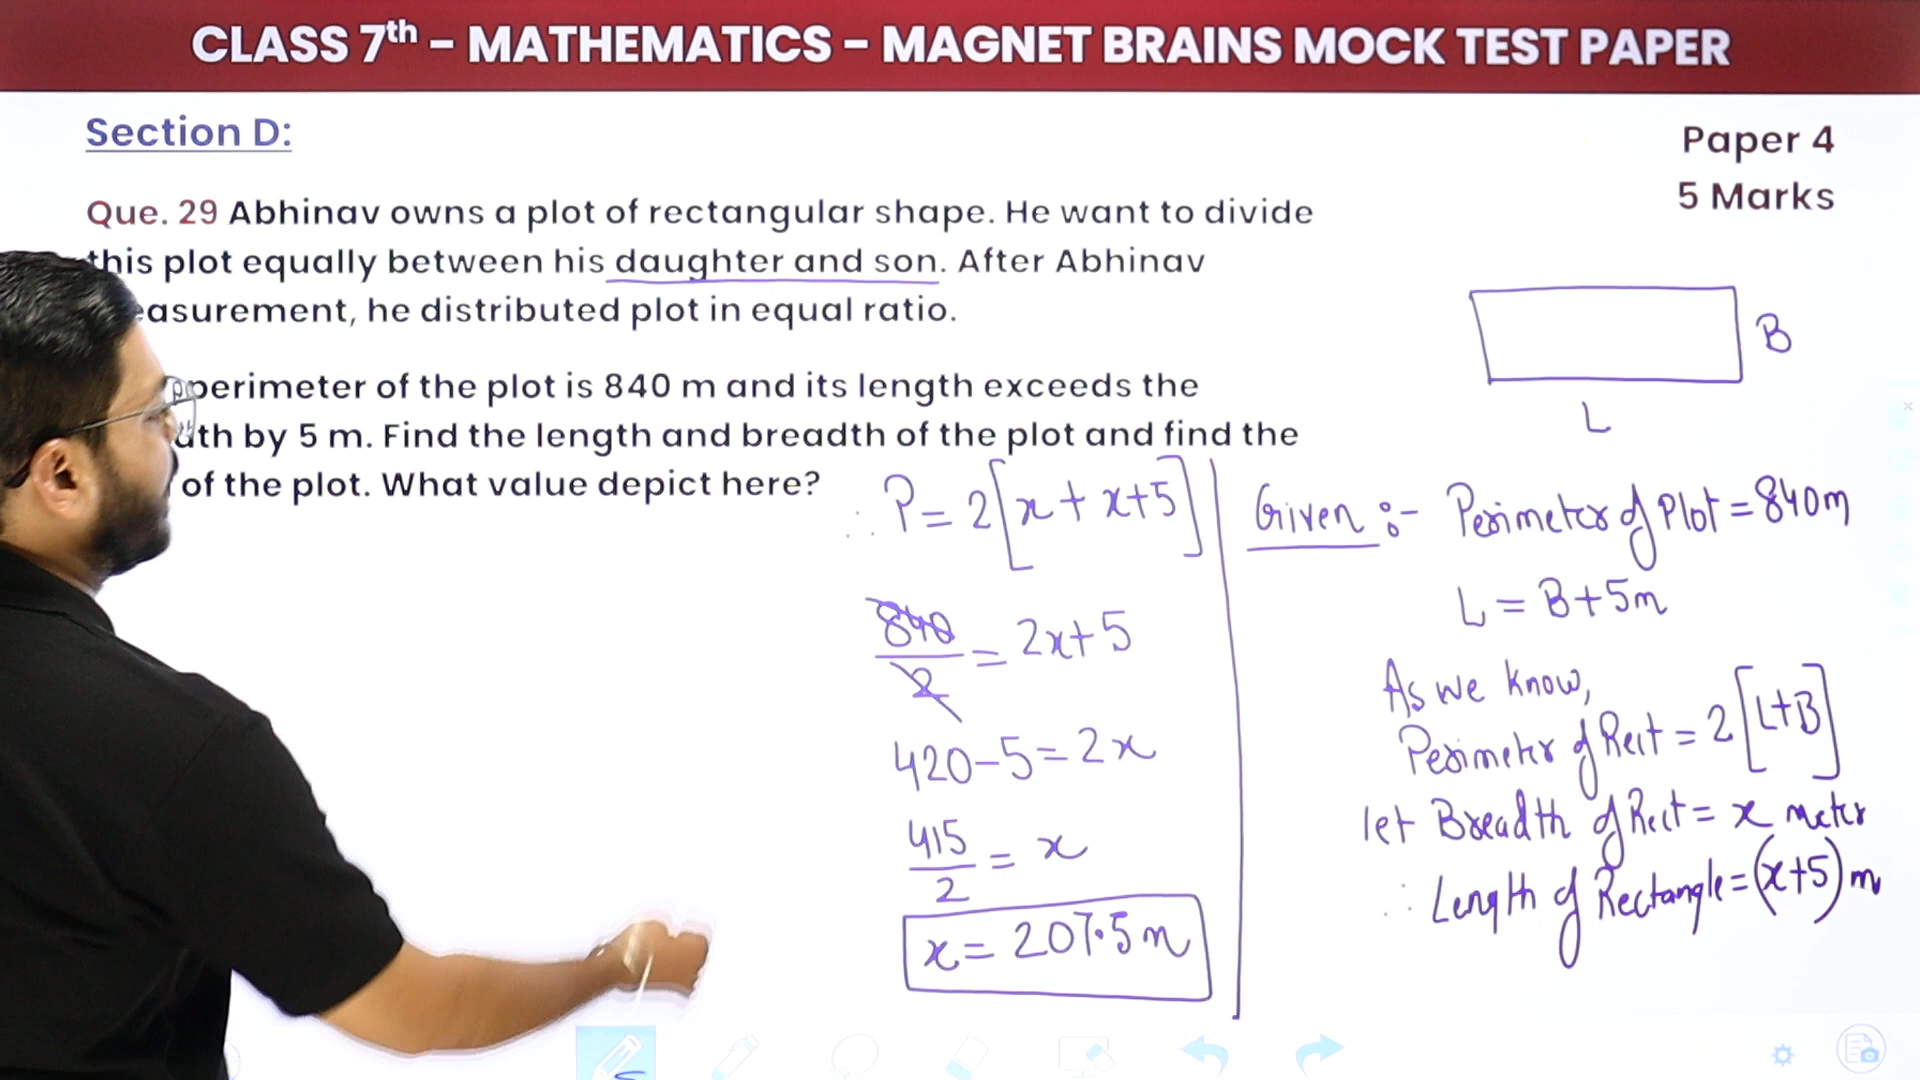 CLASS 7th – MATHEMATICS – MAGNET BRAINS MOCK TEST PAPER
Section D:
Paper 4
5 Marks
Que. 29 Abhinav owns a plot of rectangular shape. He want to divide
this plot equally between his daughter and son. After Abhinav
easurement, he distributed plot in equal ratio.
perimeter of the plot is 840 m and its length exceeds the
dth by 5 m. Find the length and breadth of the plot and find the
of the plot. What value depict here?
B
L
∴ P = 2[x + x+5]
840/2 = 2x+5
420-5 = 2x
415/2 = x
x = 207.5m
Given :- Perimeter of Plot = 840m
L = B+5m
As we know,
Perimeter of Rect = 2[L+B]
let Breadth of Rect = x meter
∴ Length of Rectangle = (x+5)m